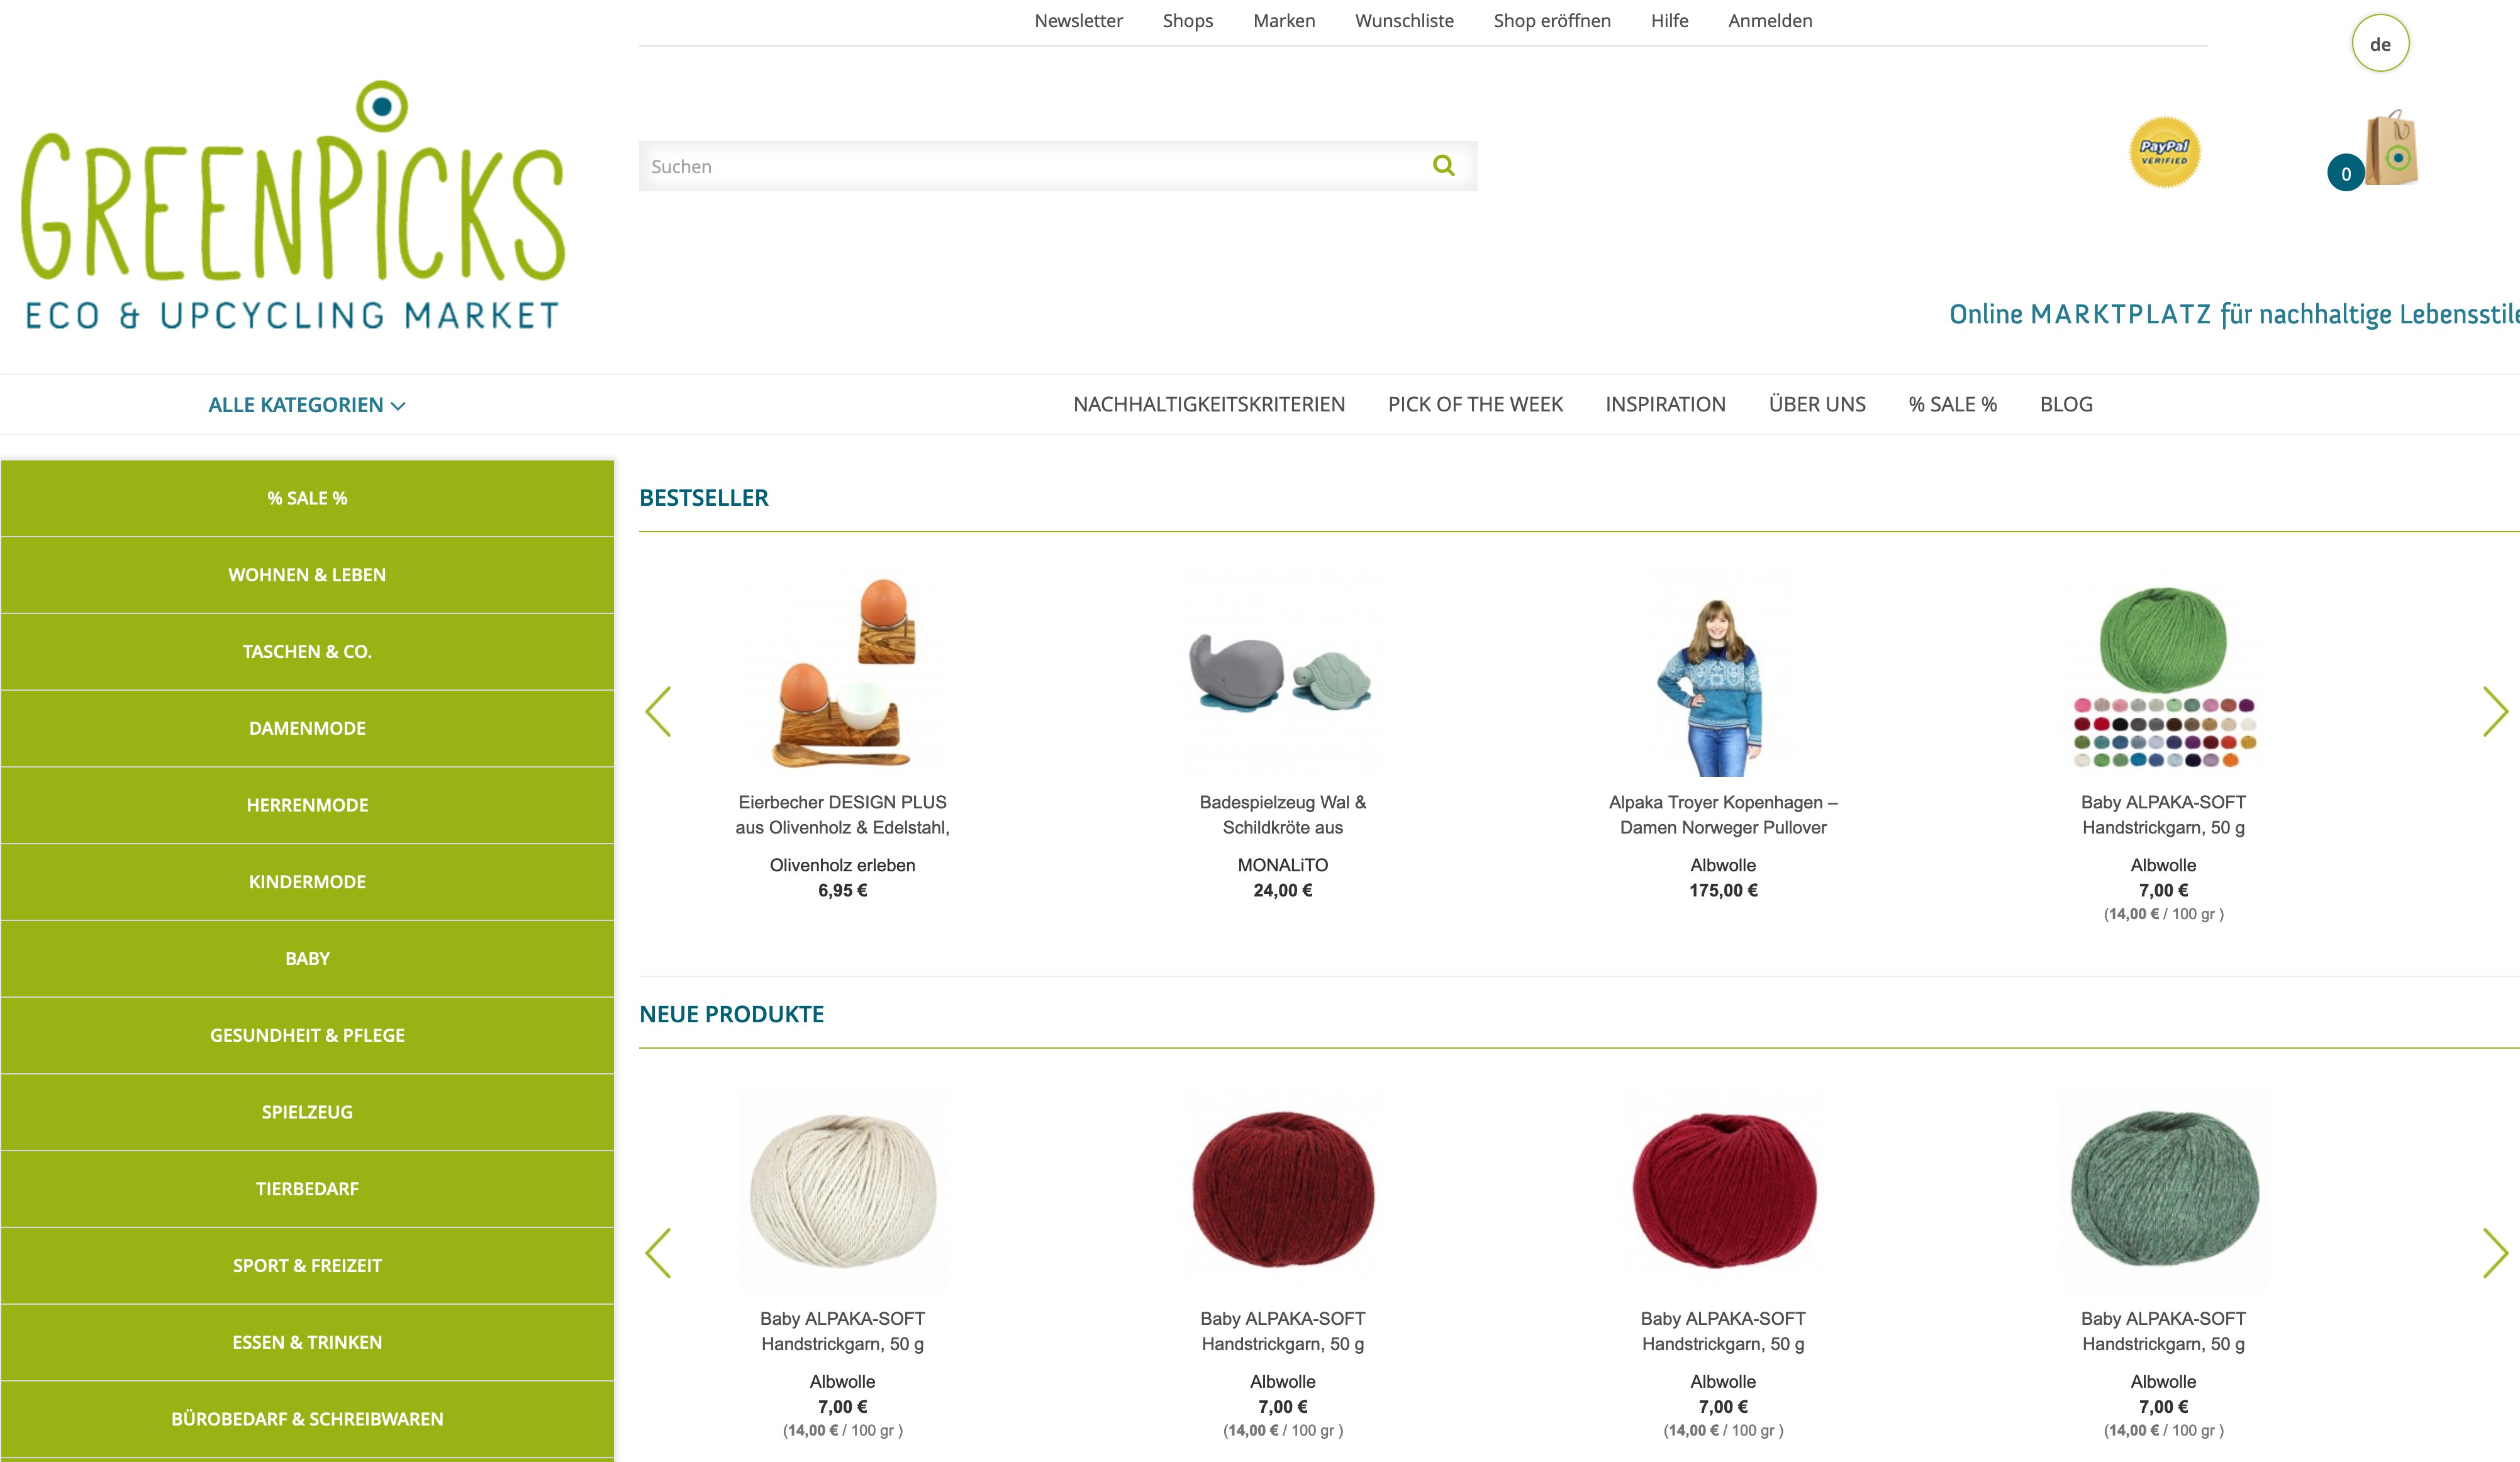 Newsletter Shops Marken Wunschliste Shop eröffnen Hilfe Anmelden
de
GREENPICKS
ECO & UPCYCLING MARKET
Suchen
PayPal
VERIFIED
0
Online MARKTPLATZ für nachhaltige Lebensstile
ALLE KATEGORIEN
NACHHALTIGKEITSKRITERIEN PICK OF THE WEEK INSPIRATION ÜBER UNS % SALE % BLOG
% SALE %
WOHNEN & LEBEN
TASCHEN & CO.
DAMENMODE
HERRENMODE
KINDERMODE
BABY
GESUNDHEIT & PFLEGE
SPIELZEUG
TIERBEDARF
SPORT & FREIZEIT
ESSEN & TRINKEN
BÜROBEDARF & SCHREIBWAREN
BESTSELLER
Eierbecher DESIGN PLUS
aus Olivenholz & Edelstahl,
Olivenholz erleben
6,95 €
Badespielzeug Wal &
Schildkröte aus
MONALiTO
24,00 €
Alpaka Troyer Kopenhagen –
Damen Norweger Pullover
Albwolle
175,00 €
Baby ALPAKA-SOFT
Handstrickgarn, 50 g
Albwolle
7,00 €
(14,00 € / 100 gr )
NEUE PRODUKTE
Baby ALPAKA-SOFT
Handstrickgarn, 50 g
Albwolle
7,00 €
(14,00 € / 100 gr )
Baby ALPAKA-SOFT
Handstrickgarn, 50 g
Albwolle
7,00 €
(14,00 € / 100 gr )
Baby ALPAKA-SOFT
Handstrickgarn, 50 g
Albwolle
7,00 €
(14,00 € / 100 gr )
Baby ALPAKA-SOFT
Handstrickgarn, 50 g
Albwolle
7,00 €
(14,00 € / 100 gr )